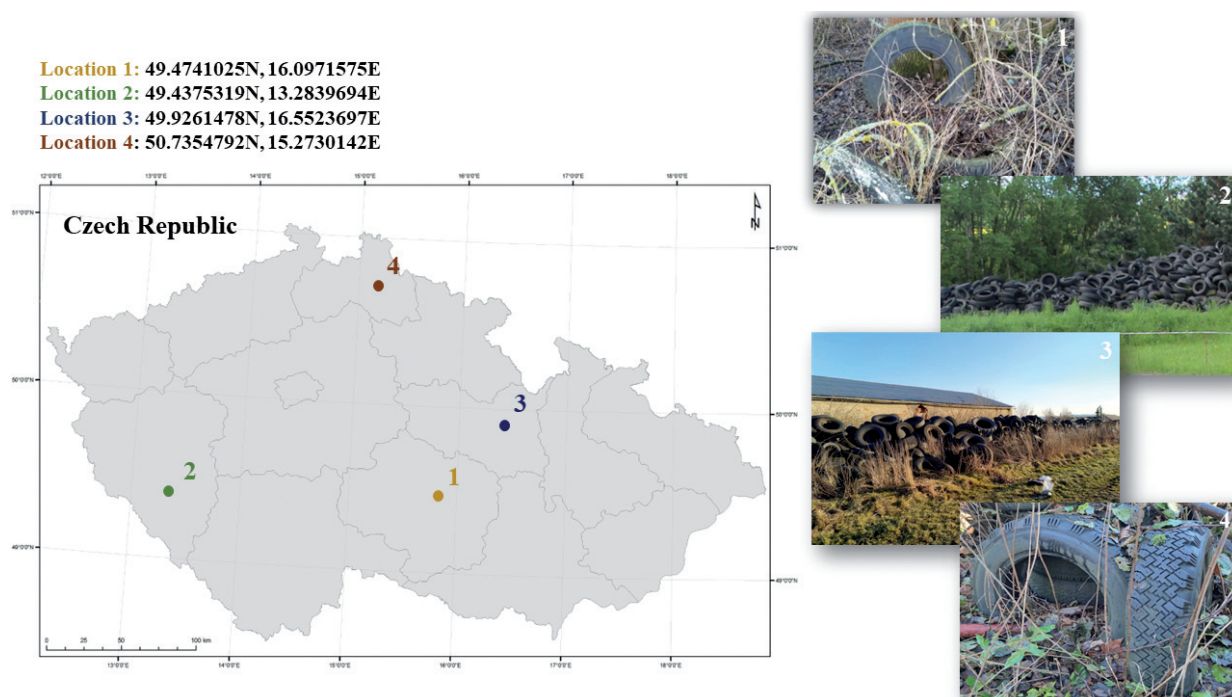 Location 1: 49.4741025N, 16.0971575E
Location 2: 49.4375319N, 13.2839694E
Location 3: 49.9261478N, 16.5523697E
Location 4: 50.7354792N, 15.2730142E
12°0'0"E 13°0'0"E 14°0'0"E 15°0'0"E 16°0'0"E 17°0'0"E 18°0'0"E
51°0'0"N
51°0'0"N
N
Czech Republic
4
50°0'0"N
50°0'0"N
3
2
1
49°0'0"N
49°0'0"N
0 25 50 100 km
13°0'0"E 14°0'0"E 15°0'0"E 16°0'0"E 17°0'0"E 18°0'0"E
1
2
3
4